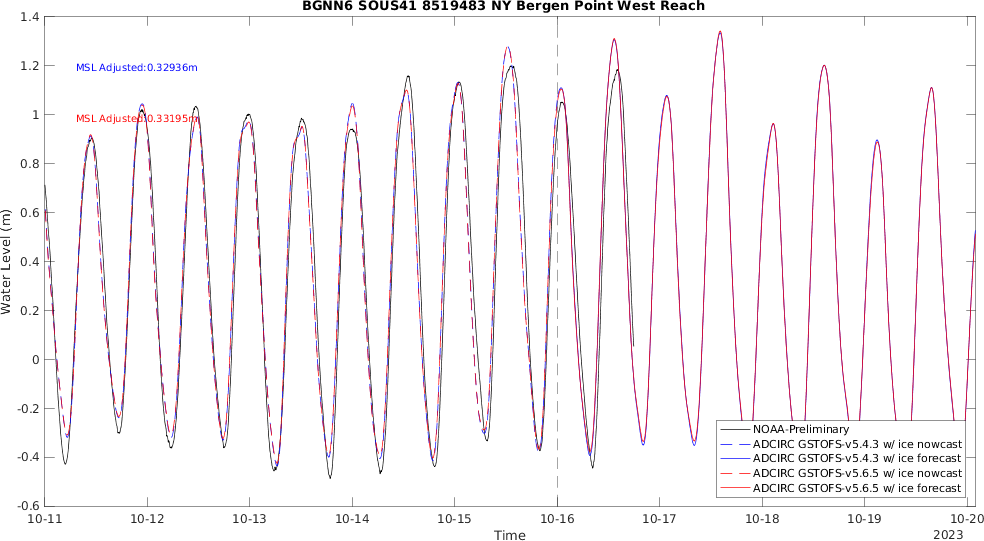 BGNN6 SOUS41 8519483 NY Bergen Point West Reach
1.4
1.2
1
0.8
0.6
0.4
0.2
0
-0.2
-0.4
-0.6
Water Level (m)
MSL Adjusted:0.32936m
MSL Adjusted:0.33195m
NOAA-Preliminary
ADCIRC GSTOFS-v5.4.3 w/ ice nowcast
ADCIRC GSTOFS-v5.4.3 w/ ice forecast
ADCIRC GSTOFS-v5.6.5 w/ ice nowcast
ADCIRC GSTOFS-v5.6.5 w/ ice forecast
10-11 10-12 10-13 10-14 10-15 10-16 10-17 10-18 10-19 10-20
Time 2023